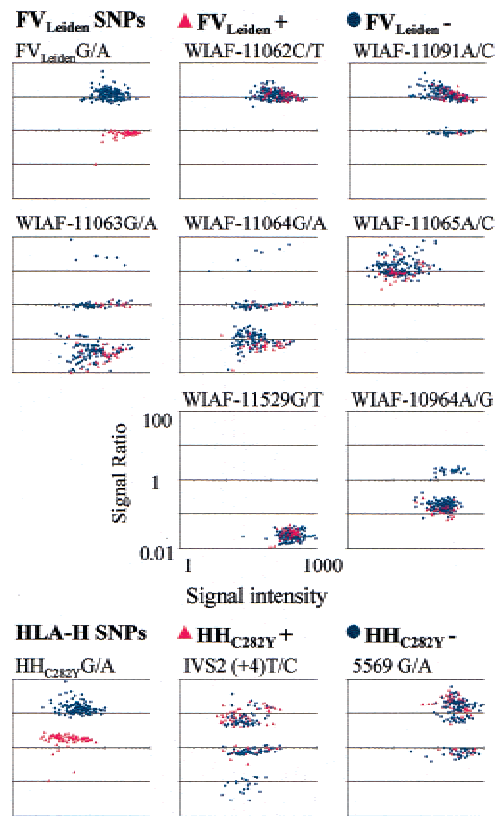 FVLeiden SNPs ▲ FVLeiden + ● FVLeiden -
FVLeidenG/A WIAF-11062C/T WIAF-11091A/C
WIAF-11063G/A WIAF-11064G/A WIAF-11065A/C
WIAF-11529G/T WIAF-10964A/G
100
Signal Ratio
1
0.01
1 1000
Signal intensity
HLA-H SNPs ▲ HHC282Y + ● HHC282Y -
HHC282YG/A IVS2 (+4)T/C 5569 G/A